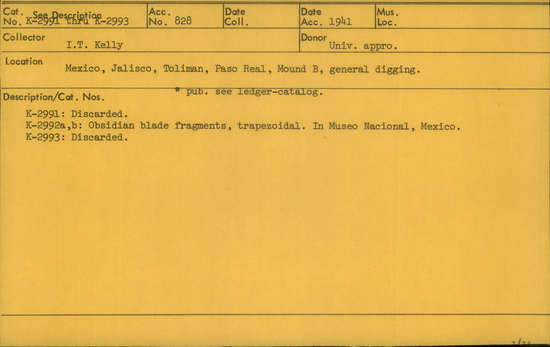 Cat. See Description
No. K-2991 thru K-2993
Acc.
No. 828
Date
Coll.
Date
Acc. 1941
Mus.
Loc.
Collector
I.T. Kelly
Donor
Univ. appro.
Location
Mexico, Jalisco, Toliman, Paso Real, Mound B, general digging.
* pub. see ledger-catalog.
Description/Cat. Nos.
K-2991: Discarded.
K-2992a,b: Obsidian blade fragments, trapezoidal. In Museo Nacional, Mexico.
K-2993: Discarded.